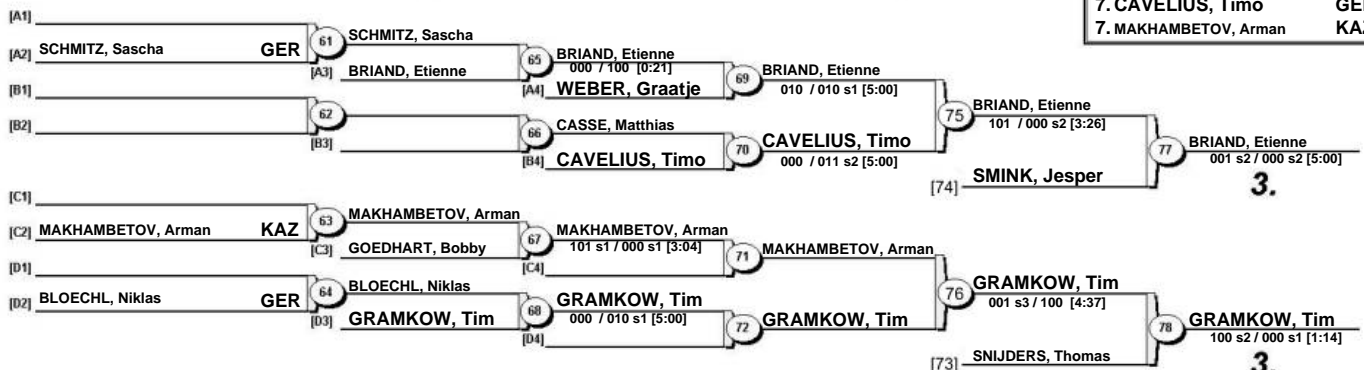 7. CAVELIUS, Timo GE
7. MAKHAMBETOV, Arman KAZ
[A1]
[A2] SCHMITZ, Sascha GER
61
SCHMITZ, Sascha
[A3] BRIAND, Etienne
65
BRIAND, Etienne
000 / 100 [0:21]
[A4] WEBER, Graatje
69
BRIAND, Etienne
010 / 010 s1 [5:00]
[B1]
[B2]
62
[B3]
66
CASSE, Matthias
[B4] CAVELIUS, Timo
70
CAVELIUS, Timo
000 / 011 s2 [5:00]
75
BRIAND, Etienne
101 / 000 s2 [3:26]
[74] SMINK, Jesper
77
BRIAND, Etienne
001 s2 / 000 s2 [5:00]
3.
[C1]
[C2] MAKHAMBETOV, Arman KAZ
63
MAKHAMBETOV, Arman
[C3] GOEDHART, Bobby
67
MAKHAMBETOV, Arman
101 s1 / 000 s1 [3:04]
[C4]
71
MAKHAMBETOV, Arman
[D1]
[D2] BLOECHL, Niklas GER
64
BLOECHL, Niklas
[D3] GRAMKOW, Tim
68
GRAMKOW, Tim
000 / 010 s1 [5:00]
[D4]
72
GRAMKOW, Tim
76
GRAMKOW, Tim
001 s3 / 100 [4:37]
[73] SNIJDERS, Thomas
78
GRAMKOW, Tim
100 s2 / 000 s1 [1:14]
3.